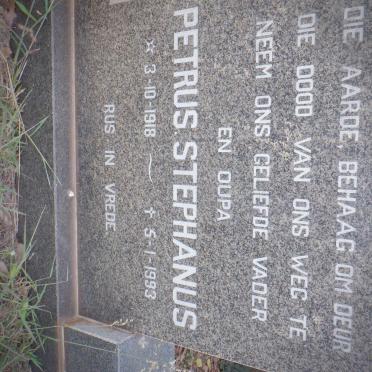 DIE AARDE, BEHAAG OM DEUR
DIE DOOD VAN ONS WEG TE
NEEM ONS GELIEFDE VADER
EN OUPA
PETRUS STEPHANUS
☆ 3-10-1918 ~ ✝ 5-1-1993
RUS IN VREDE